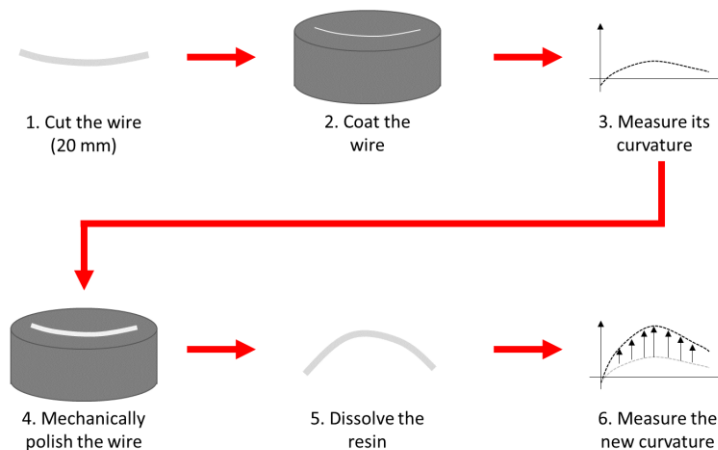 1. Cut the wire
(20 mm)
2. Coat the
wire
3. Measure its
curvature
4. Mechanically
polish the wire
5. Dissolve the
resin
6. Measure the
new curvature